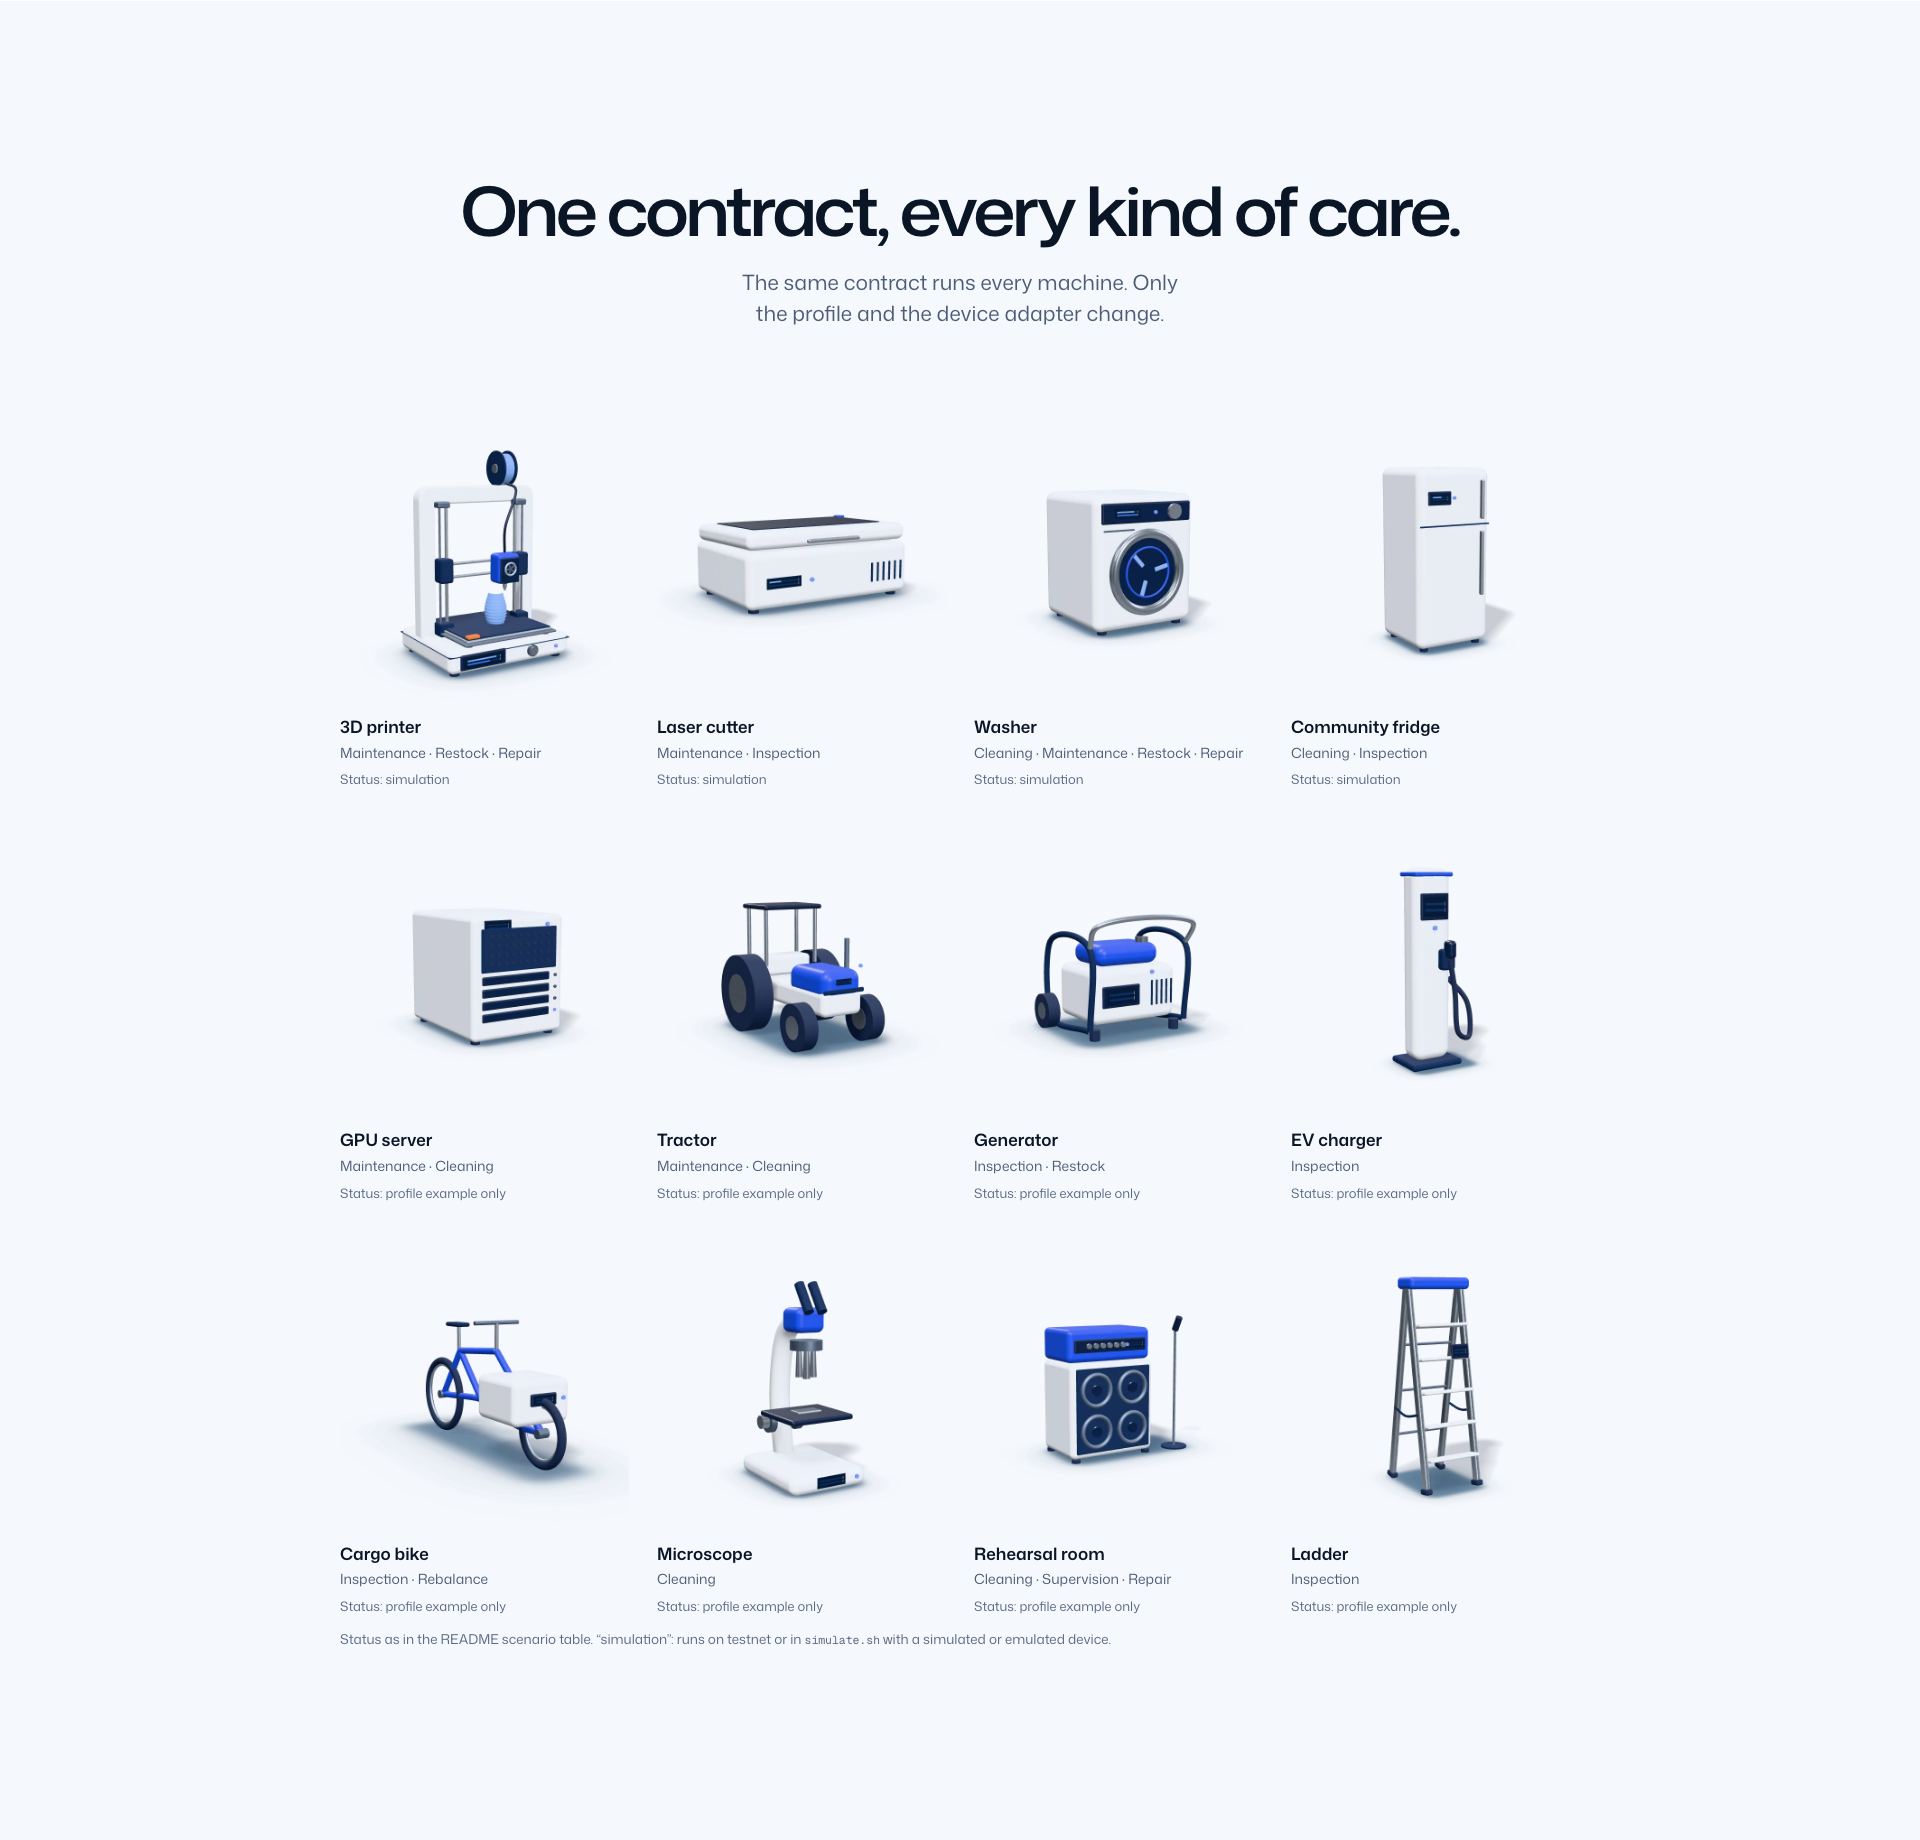 One contract, every kind of care.
The same contract runs every machine. Only
the profile and the device adapter change.
3D printer
Maintenance · Restock · Repair
Status: simulation
Laser cutter
Maintenance · Inspection
Status: simulation
Washer
Cleaning · Maintenance · Restock · Repair
Status: simulation
Community fridge
Cleaning · Inspection
Status: simulation
GPU server
Maintenance · Cleaning
Status: profile example only
Tractor
Maintenance · Cleaning
Status: profile example only
Generator
Inspection · Restock
Status: profile example only
EV charger
Inspection
Status: profile example only
Cargo bike
Inspection · Rebalance
Status: profile example only
Microscope
Cleaning
Status: profile example only
Rehearsal room
Cleaning · Supervision · Repair
Status: profile example only
Ladder
Inspection
Status: profile example only
Status as in the README scenario table. “simulation”: runs on testnet or in simulate.sh with a simulated or emulated device.